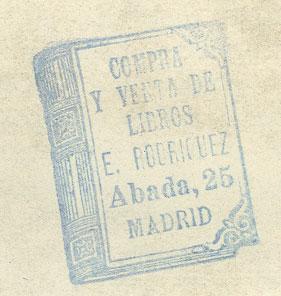 COMPRA
Y VENTA DE
LIBROS
E. RODRIGUEZ
Abada, 25
MADRID